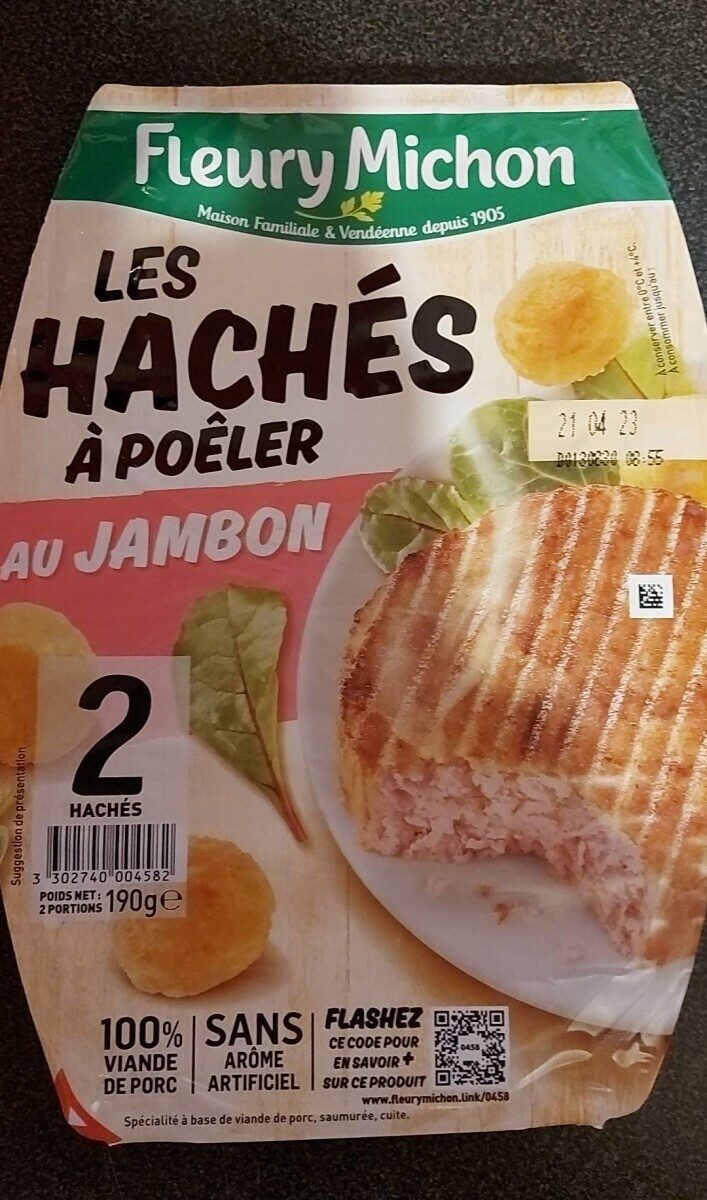 Fleury Michon
Maison Familiale & Vendéenne depuis 1905
LES
HACHÉS
À POÊLER
AU JAMBON
À conserver entre 0°C et +4°C.
À consommer jusqu'au :
21 04 23
08:55
2
HACHÉS
Suggestion de présentation
3 302740 004582
POIDS NET :
2 PORTIONS 190g e
100%
VIANDE
DE PORC
SANS
ARÔME
ARTIFICIEL
FLASHEZ
CE CODE POUR
EN SAVOIR +
SUR CE PRODUIT
0458
www.fleurymichon.link/0458
Spécialité à base de viande de porc, saumurée, cuite.